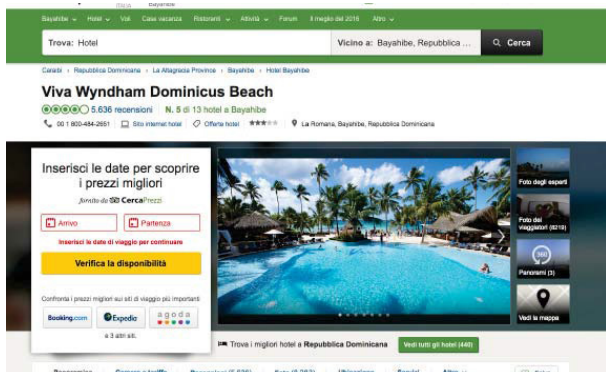 Bayahibe Hotel Voli Case vacanza Ristoranti Attività Forum Il meglio del 2016 Altro
Trova: Hotel
Vicino a: Bayahibe, Repubblica ...
Cerca
Caraibi › Repubblica Dominicana › La Altagracia Province › Bayahibe › Hotel Bayahibe
Viva Wyndham Dominicus Beach
5.636 recensioni N. 5 di 13 hotel a Bayahibe
00 1 800-484-2651 Sito internet hotel Offerte hotel La Romana, Bayahibe, Repubblica Dominicana
Inserisci le date per scoprire
i prezzi migliori
fornito da CercaPrezzi
Arrivo Partenza
Inserisci le date di viaggio per continuare
Verifica la disponibilità
Confronta i prezzi migliori sui siti di viaggio più importanti
Booking.com Expedia agoda
e 3 altri siti.
Foto degli esperti
Foto dei
viaggiatori (8218)
360
Panorami (3)
Vedi la mappa
Trova i migliori hotel a Repubblica Dominicana Vedi tutti gli hotel (440)